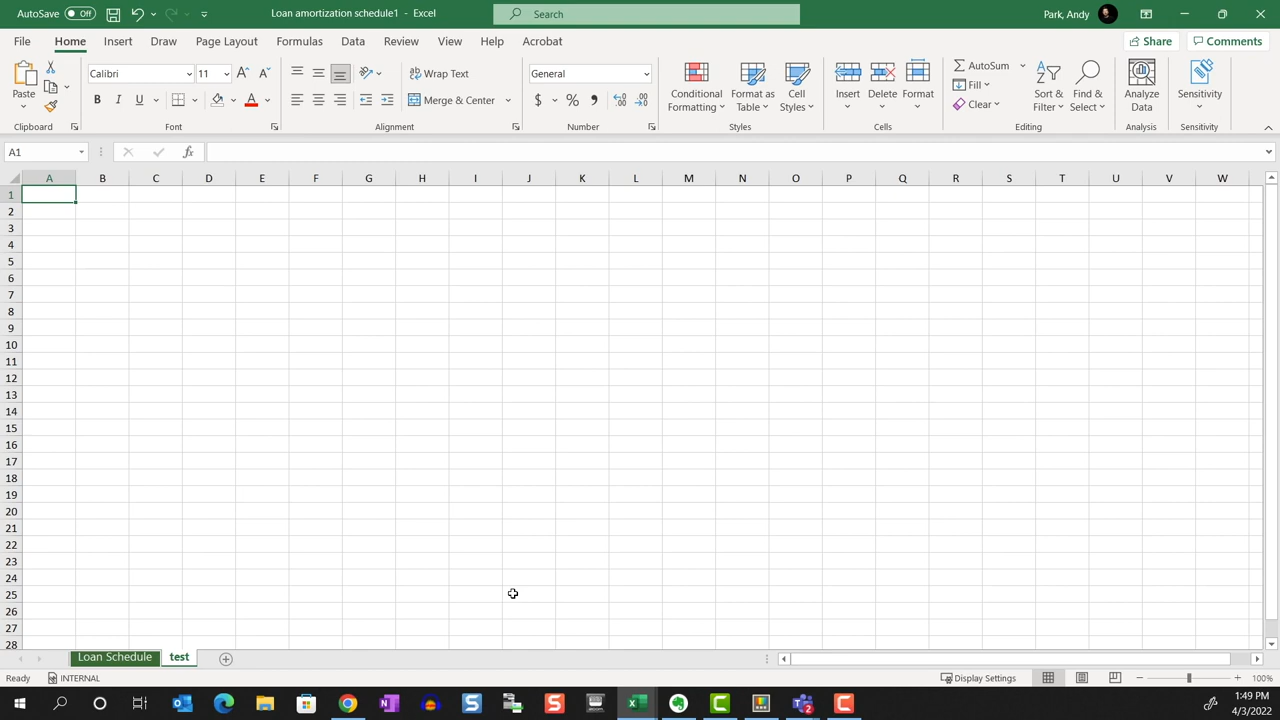 AutoSave Off Loan amortization schedule1 - Excel Search Park, Andy
File Home Insert Draw Page Layout Formulas Data Review View Help Acrobat Share Comments
Calibri 11 Wrap Text General AutoSum
Paste B I U A Merge & Center $ % , Conditional Formatting Format as Table Cell Styles Insert Delete Format Fill Sort & Filter Find & Select Analyze Data Sensitivity
Clear
Clipboard Font Alignment Number Styles Cells Editing Analysis Sensitivity
A1 fx
A B C D E F G H I J K L M N O P Q R S T U V W
1
2
3
4
5
6
7
8
9
10
11
12
13
14
15
16
17
18
19
20
21
22
23
24
25
26
27
28
Loan Schedule test
Ready INTERNAL Display Settings 100%
1:49 PM
4/3/2022